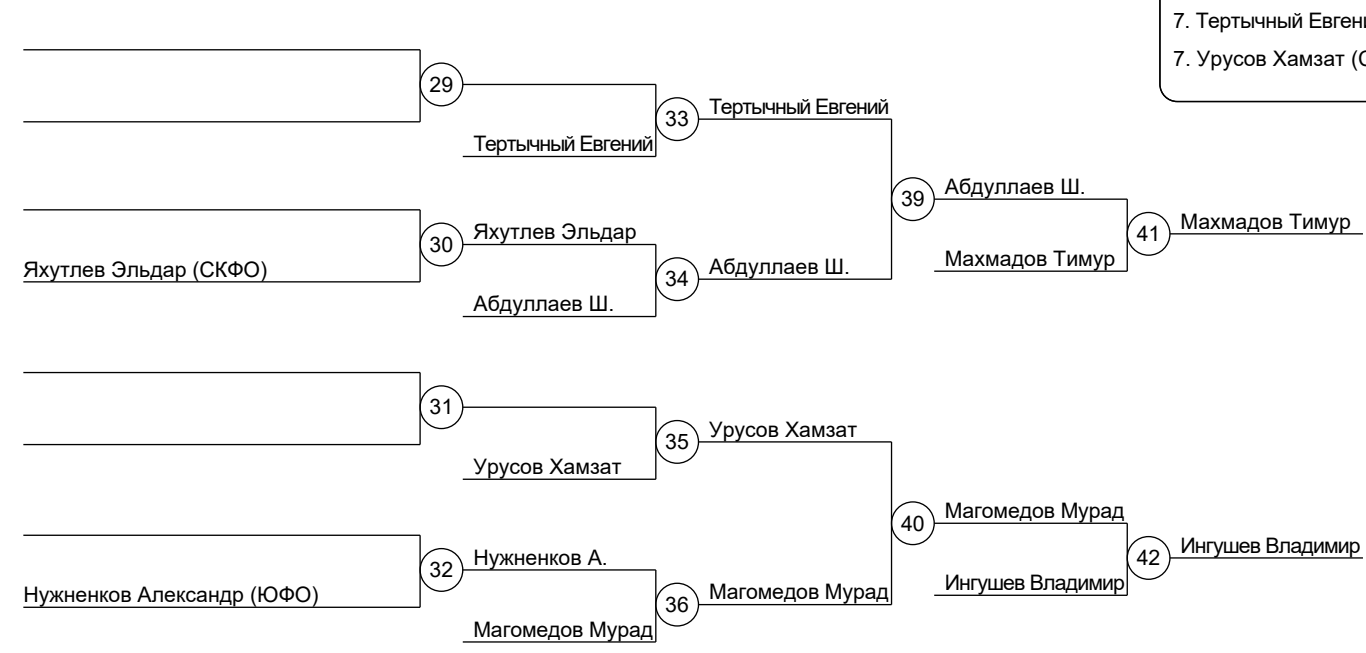 7. Тертычный Евгени
7. Урусов Хамзат (С
29
33
Тертычный Евгений
Тертычный Евгений
39
Абдуллаев Ш.
Яхутлев Эльдар (СКФО)
30
Яхутлев Эльдар
Абдуллаев Ш.
34
Абдуллаев Ш.
Махмадов Тимур
41
Махмадов Тимур
31
35
Урусов Хамзат
Урусов Хамзат
40
Магомедов Мурад
Нужненков Александр (ЮФО)
32
Нужненков А.
Магомедов Мурад
36
Магомедов Мурад
Ингушев Владимир
42
Ингушев Владимир